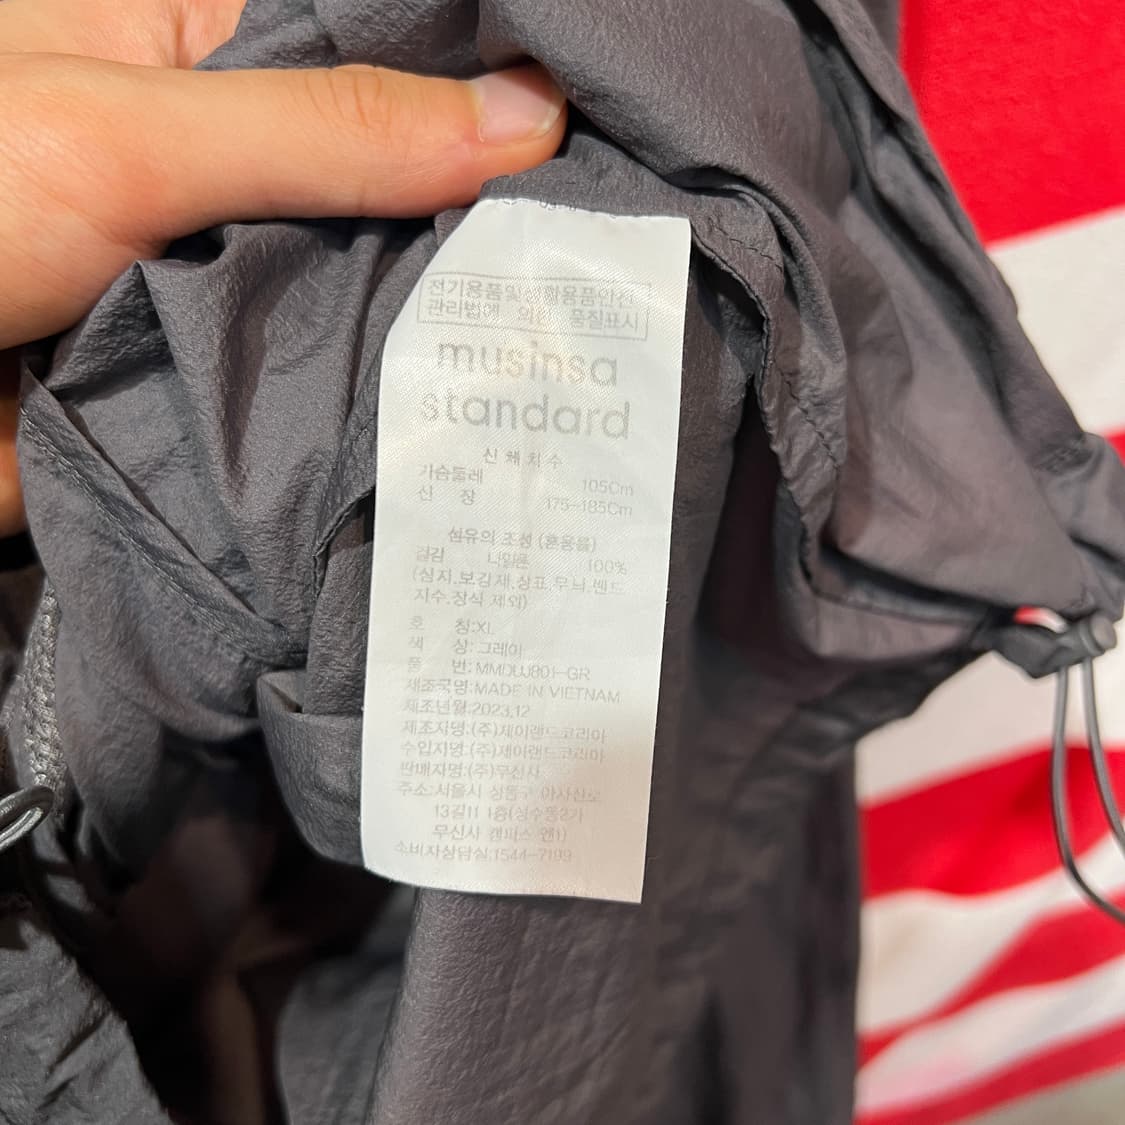 전기용품및생활용품안전
관리법에 의한 품질표시
musinsa
standard
신체치수
가슴둘레 105Cm
신 장 175-185Cm
섬유의 조성 (혼용율)
겉감 나일론 100%
(심지.보강재.상표.무늬.밴드
자수.장식 제외)
호 칭:XL
색 상:그레이
품 번:MMDUJ801-GR
제조국명:MADE IN VIETNAM
제조년월:2023.12
제조자명:(주)제이랜드코리아
수입자명:(주)제이랜드코리아
판매자명:(주)무신사
주소:서울시 성동구 아차산로
13길11 1층(성수동2가
무신사 캠퍼스 엔1)
소비자상담실:1544-7199